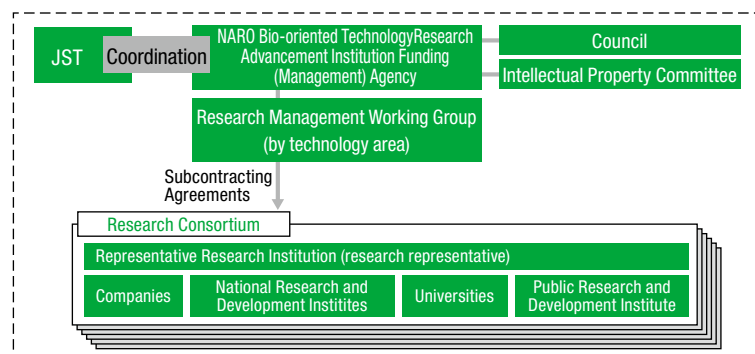 JST
Coordination
NARO Bio-oriented TechnologyResearch
Advancement Institution Funding
(Management) Agency
Council
Intellectual Property Committee
Research Management Working Group
(by technology area)
Subcontracting
Agreements
Research Consortium
Representative Research Institution (research representative)
Companies
National Research and
Development Institites
Universities
Public Research and
Development Institute